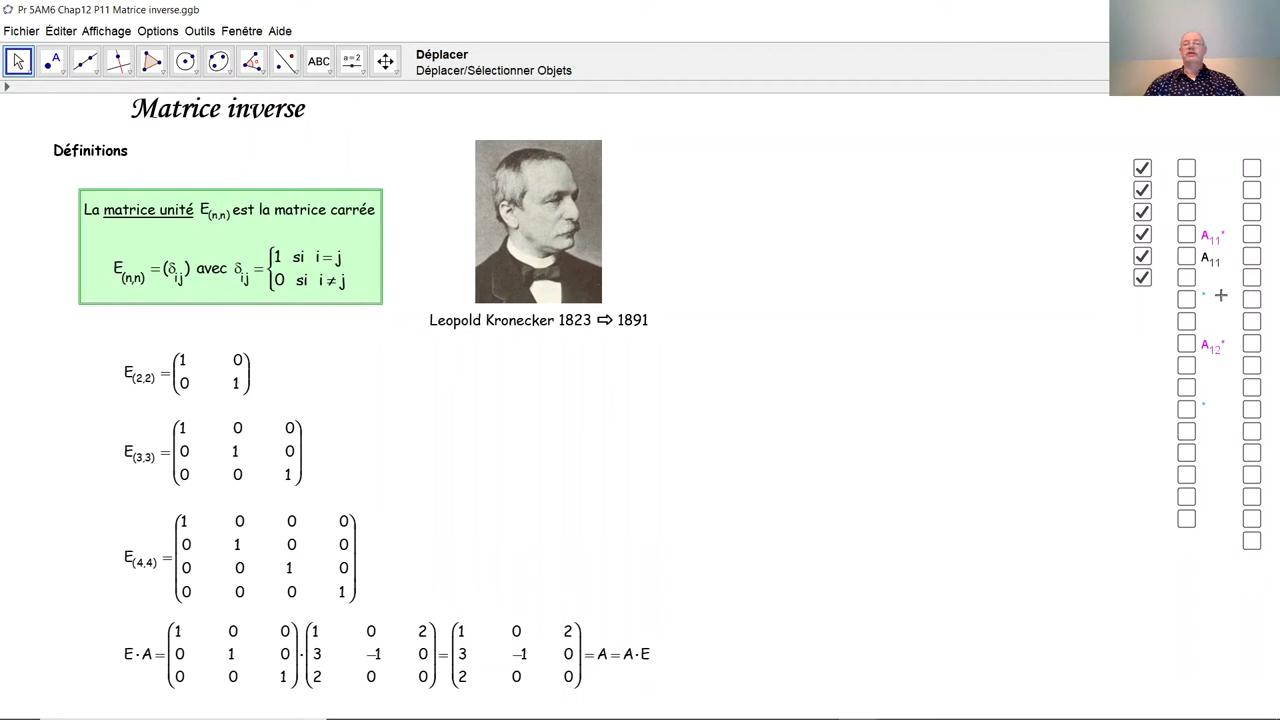 Pr 5AM6 Chap12 P11 Matrice inverse.ggb
Fichier Éditer Affichage Options Outils Fenêtre Aide
A ABC a=2 Déplacer
Déplacer/Sélectionner Objets
Matrice inverse
Définitions
La matrice unité E(n,n) est la matrice carrée
E(n,n) = (δij) avec δij = {1 si i = j
0 si i ≠ j
Leopold Kronecker 1823 ⇨ 1891
A11*
A11
A12*
E(2,2) = (1 0
0 1)
E(3,3) = (1 0 0
0 1 0
0 0 1)
E(4,4) = (1 0 0 0
0 1 0 0
0 0 1 0
0 0 0 1)
1 0 0 1 0 2 1 0 2
E·A = 0 1 0 · 3 −1 0 = 3 −1 0 = A = A·E
0 0 1 2 0 0 2 0 0